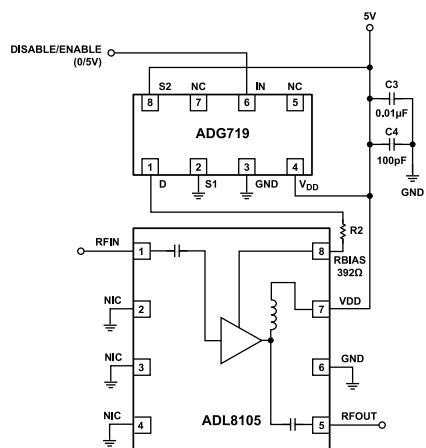 5V
DISABLE/ENABLE
(0/5V)
S2 NC IN NC
8 7 6 5
C3
0.01µF
ADG719
C4
100pF
1 2 3 4
GND
D S1 GND VDD
R2
RFIN
1 8
RBIAS
392Ω
NIC VDD
2 7
NIC GND
3 6
NIC
4 ADL8105 5 RFOUT